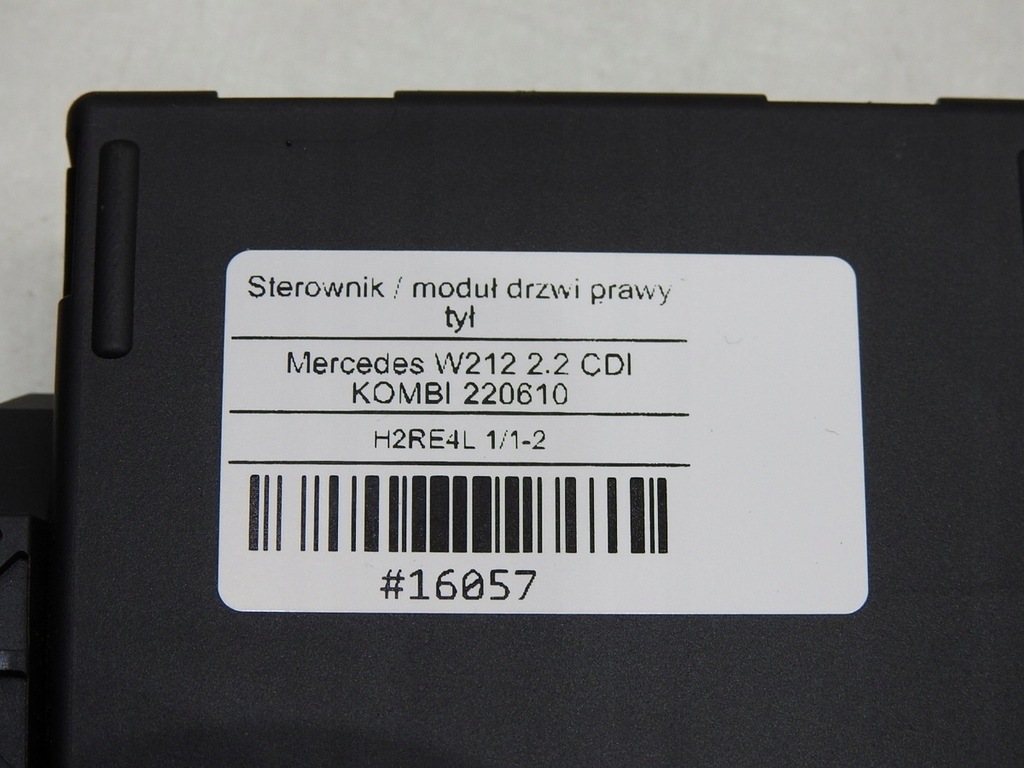 Sterownik / moduł drzwi prawy
tył
Mercedes W212 2.2 CDI
KOMBI 220610
H2RE4L 1/1-2
#16057